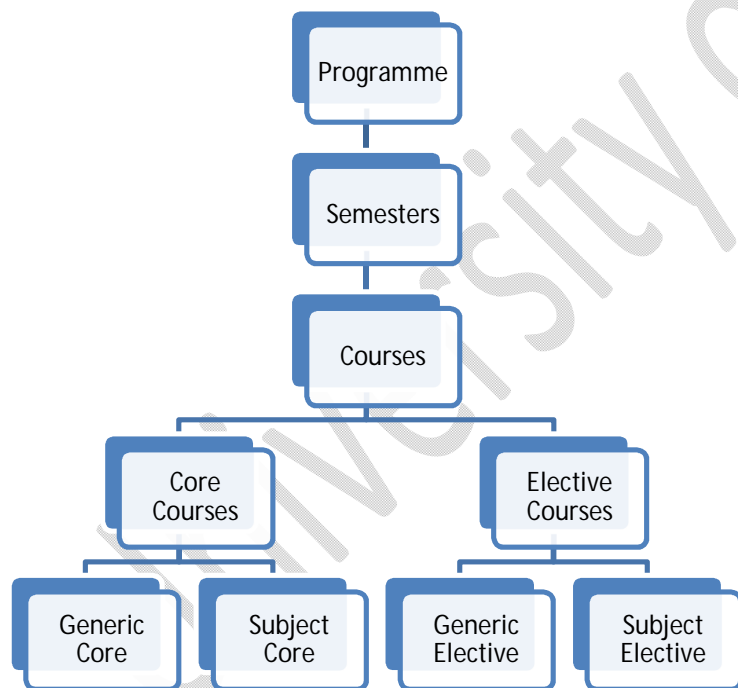 Programme
Semesters
Courses
Core
Courses
Elective
Courses
Generic
Core
Subject
Core
Generic
Elective
Subject
Elective